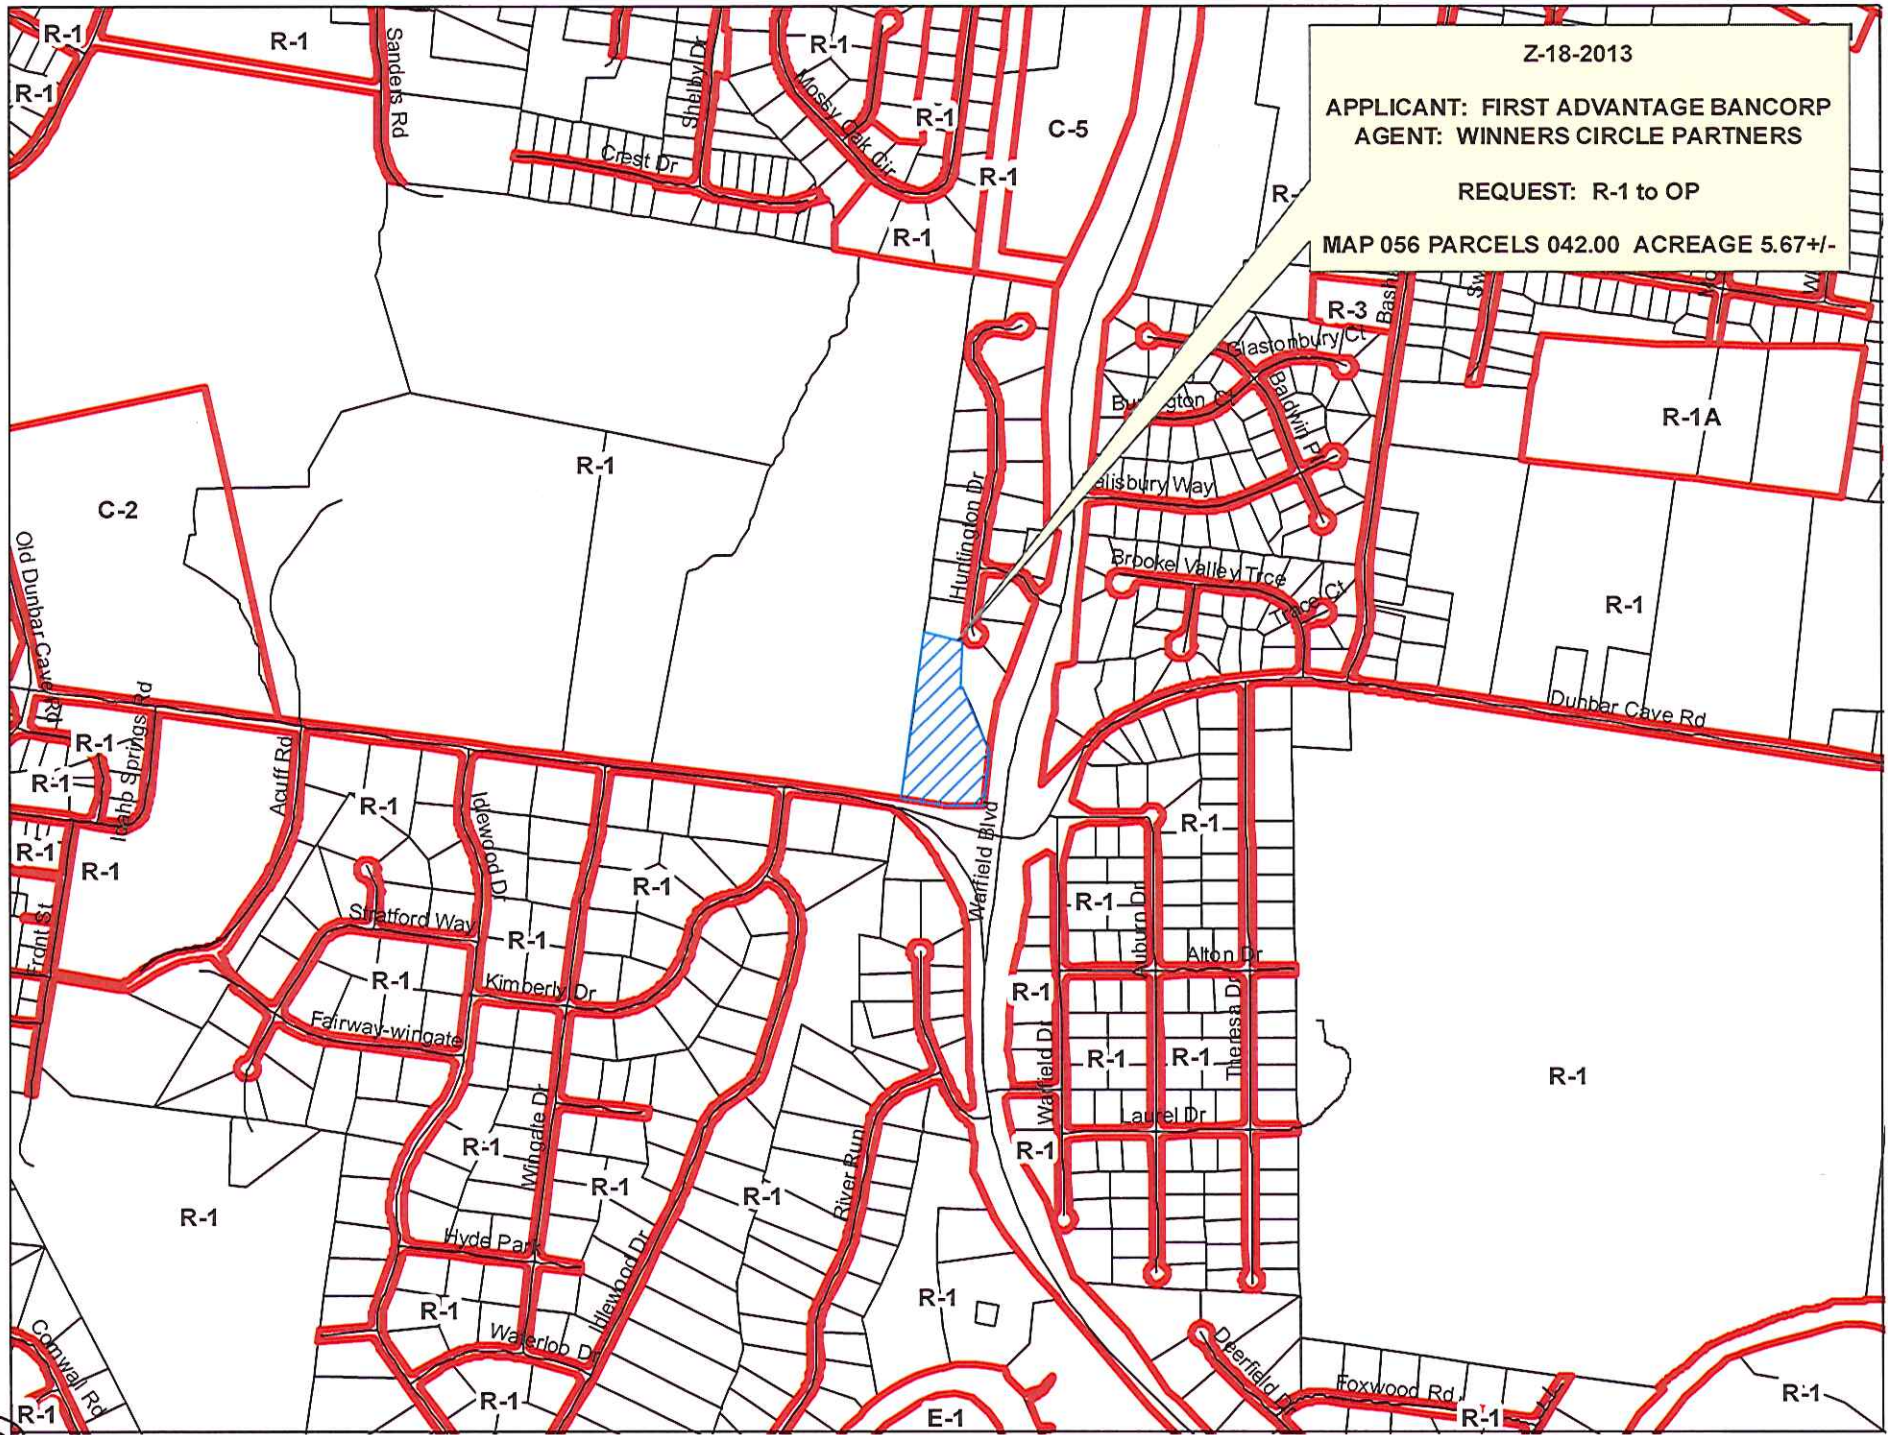 Z-18-2013
APPLICANT: FIRST ADVANTAGE BANCORP
AGENT: WINNERS CIRCLE PARTNERS
REQUEST: R-1 to OP
MAP 056 PARCELS 042.00 ACREAGE 5.67+/-
R-1
R-1
R-1
Sanders Rd
Shelby Dr
Crest Dr
R-1
Mossy Oak Cir
R-1
R-1
R-1
C-5
R-3
Glastonbury Ct
Baldwin Pl
Salisbury Way
R-1A
C-2
R-1
Huntington Dr
Brooke Valley Trce
Trace Ct
R-1
Old Dunbar Cave Rd
Dunbar Cave Rd
Idaho Springs Rd
R-1
R-1
R-1
R-1
Acuff Rd
R-1
Idlewood Dr
R-1
Warfield Blvd
R-1
R-1
Auburn Dr
Alton Dr
Front St
Stratford Way
R-1
R-1
Kimberly Dr
Fairway-wingate
R-1
Warfield Dr
R-1
R-1
Theresa Dr
R-1
Laurel Dr
R-1
Wingate Dr
R-1
R-1
R-1
River Run
R-1
Hyde Park
Idlewood Dr
R-1
R-1
Waterloo Dr
R-1
E-1
Cornwall Rd
R-1
Deerfield Dr
Foxwood Rd
R-1
R-1